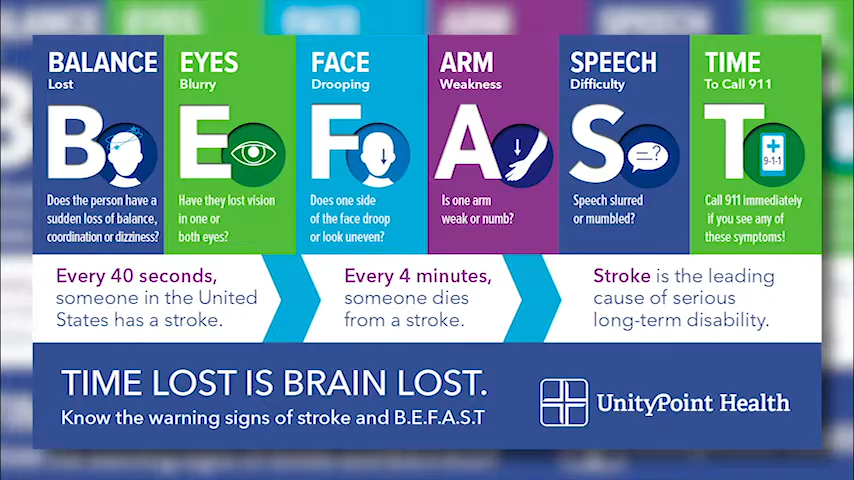 BALANCE
Lost
B
Does the person have a
sudden loss of balance,
coordination or dizziness?
EYES
Blurry
E
Have they lost vision
in one or
both eyes?
FACE
Drooping
F
Does one side
of the face droop
or look uneven?
ARM
Weakness
A
Is one arm
weak or numb?
SPEECH
Difficulty
S
=?
Speech slurred
or mumbled?
TIME
To Call 911
T
9-1-1
Call 911 immediately
if you see any of
these symptoms!
Every 40 seconds,
someone in the United
States has a stroke.
Every 4 minutes,
someone dies
from a stroke.
Stroke is the leading
cause of serious
long-term disability.
TIME LOST IS BRAIN LOST.
Know the warning signs of stroke and B.E.F.A.S.T
UnityPoint Health